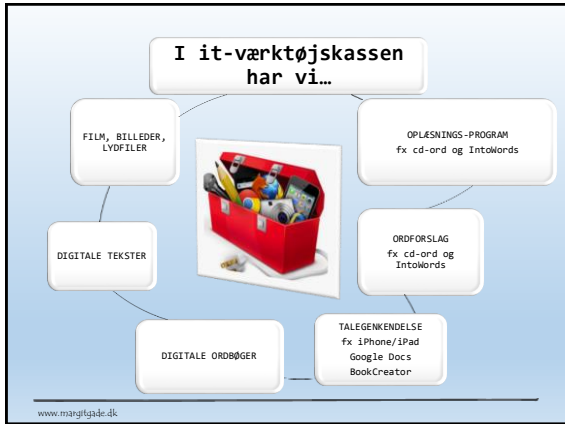 I it-værktøjskassen
har vi…
OPLÆSNINGS-PROGRAM
fx cd-ord og IntoWords
ORDFORSLAG
fx cd-ord og
IntoWords
TALEGENKENDELSE
fx iPhone/iPad
Google Docs
BookCreator
DIGITALE ORDBØGER
DIGITALE TEKSTER
FILM, BILLEDER,
LYDFILER
www.margitgade.dk